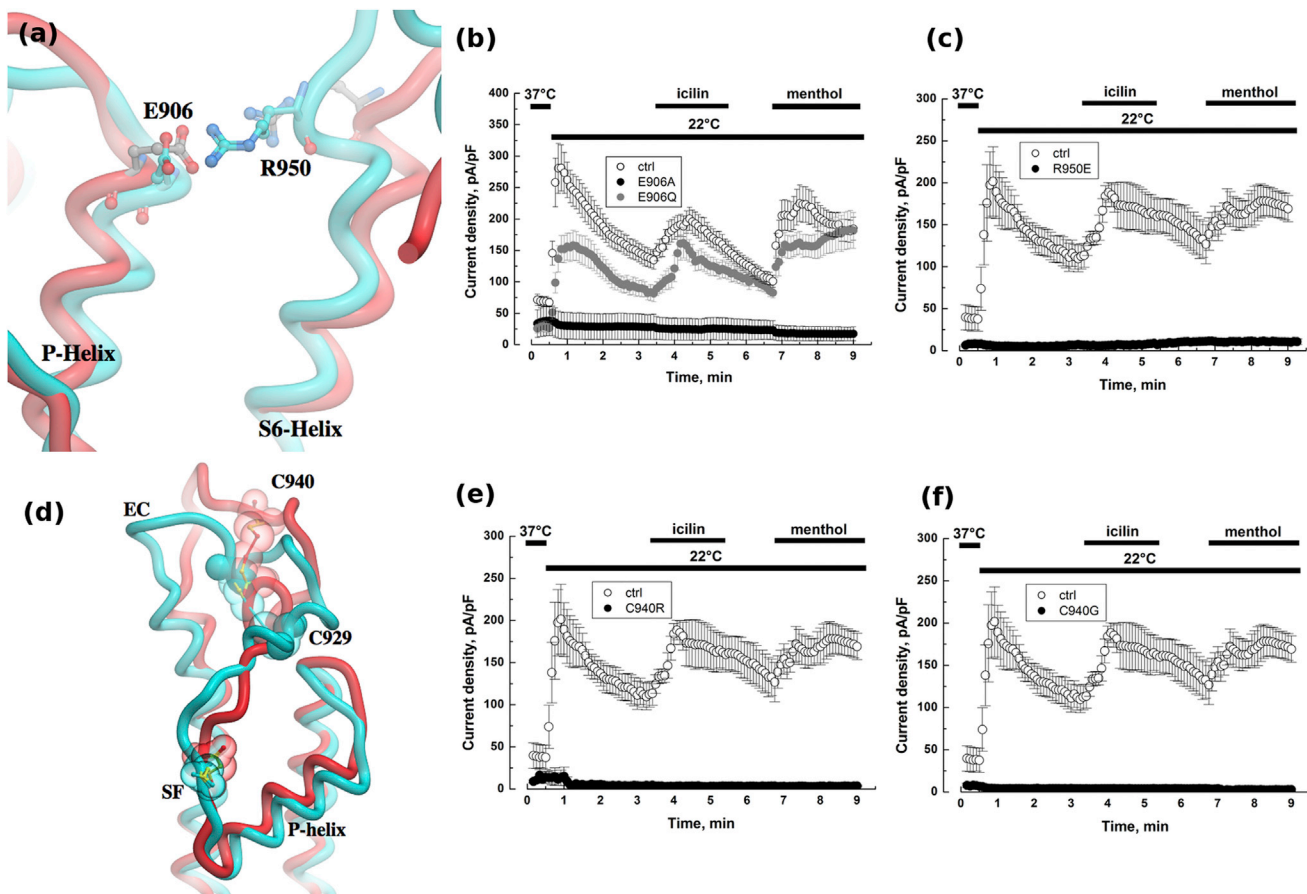 (a)
E906
R950
P-Helix
S6-Helix
(b)
icilin
menthol
37°C
22°C
400
350
300
250
200
150
100
50
0
Current density, pA/pF
ctrl
E906A
E906Q
0 1 2 3 4 5 6 7 8 9
Time, min
(c)
icilin
menthol
37°C
22°C
300
250
200
150
100
50
0
Current density, pA/pF
ctrl
R950E
0 1 2 3 4 5 6 7 8 9
Time, min
(d)
C940
EC
C929
SF
P-helix
(e)
icilin
menthol
37°C
22°C
300
250
200
150
100
50
0
Current density, pA/pF
ctrl
C940R
0 1 2 3 4 5 6 7 8 9
Time, min
(f)
icilin
menthol
37°C
22°C
300
250
200
150
100
50
0
Current density, pA/pF
ctrl
C940G
0 1 2 3 4 5 6 7 8 9
Time, min